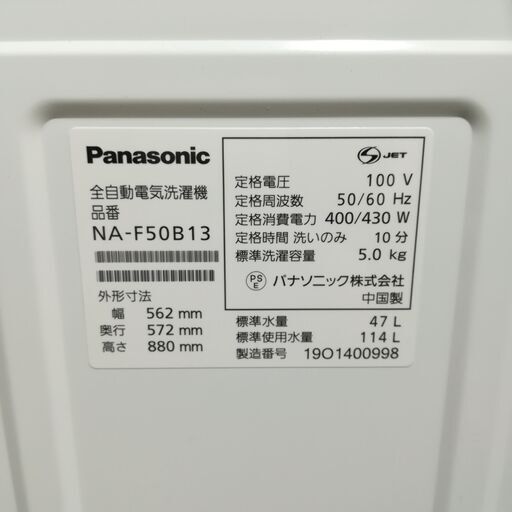 Panasonic
全自動電気洗濯機
品番
NA-F50B13
外形寸法
幅 562 mm
奥行 572 mm
高さ 880 mm
S JET
定格電圧 100 V
定格周波数 50/60 Hz
定格消費電力 400/430 W
定格時間 洗いのみ 10分
標準洗濯容量 5.0 kg
PS E パナソニック株式会社
中国製
標準水量 47 L
標準使用水量 114 L
製造番号 19O1400998